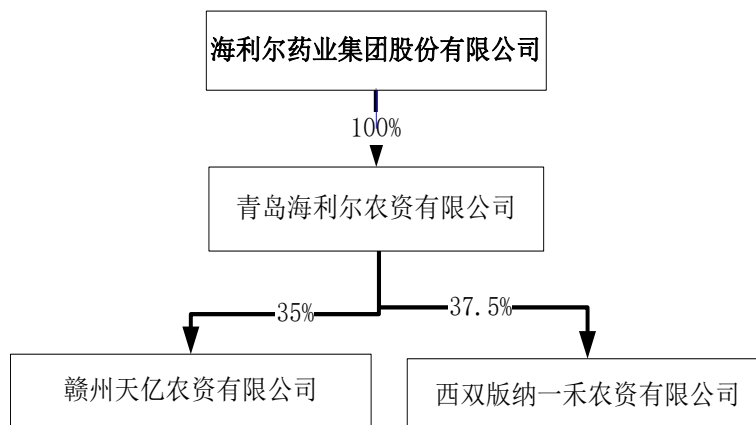 海利尔药业集团股份有限公司
100%
青岛海利尔农资有限公司
35%
37.5%
赣州天亿农资有限公司
西双版纳一禾农资有限公司